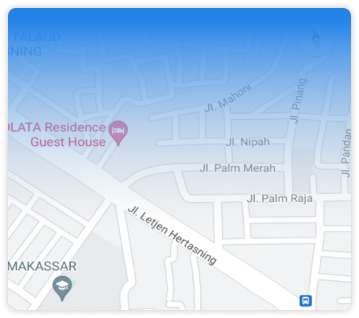 TALAUD
NING
Jl. Mahoni
Jl. Pinang
OLATA Residence
Guest House
Jl. Nipah
Jl. Pandan
Jl. Palm Merah
Jl. Palm Raja
Jl. Letjen Hertasning
MAKASSAR